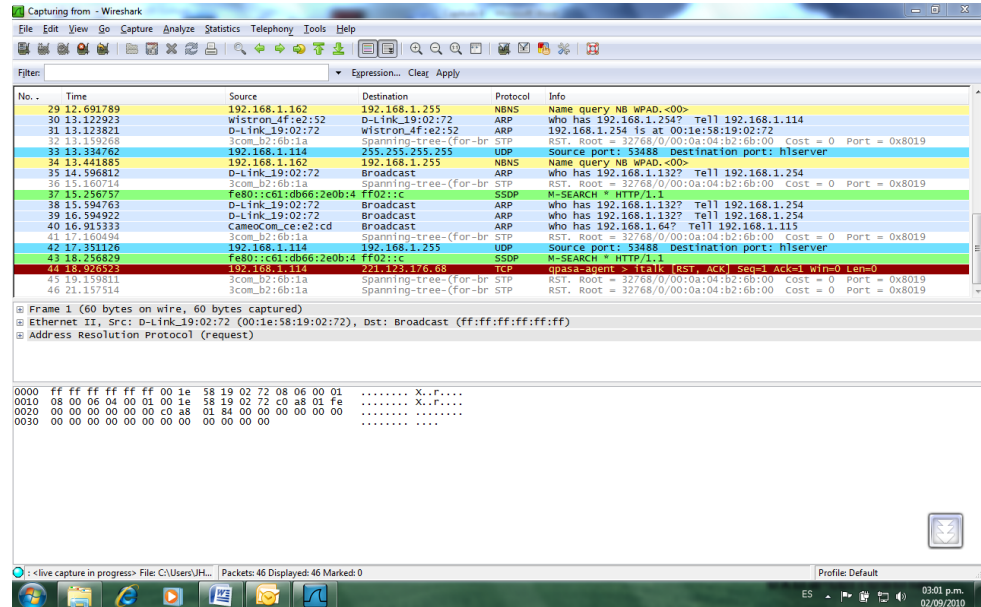 Capturing from - Wireshark
File Edit View Go Capture Analyze Statistics Telephony Tools Help
Filter: Expression... Clear Apply
No. . Time Source Destination Protocol Info
29 12.691789 192.168.1.162 192.168.1.255 NBNS Name query NB WPAD.<00>
30 13.122923 Wistron_4f:e2:52 D-Link_19:02:72 ARP who has 192.168.1.254? Tell 192.168.1.114
31 13.123821 D-Link_19:02:72 Wistron_4f:e2:52 ARP 192.168.1.254 is at 00:1e:58:19:02:72
32 13.159268 3com_b2:6b:1a Spanning-tree-(for-br STP RST. Root = 32768/0/00:0a:04:b2:6b:00 Cost = 0 Port = 0x8019
33 13.334762 192.168.1.114 255.255.255.255 UDP Source port: 53488 Destination port: hlserver
34 13.441885 192.168.1.162 192.168.1.255 NBNS Name query NB WPAD.<00>
35 14.596812 D-Link_19:02:72 Broadcast ARP who has 192.168.1.132? Tell 192.168.1.254
36 15.160714 3com_b2:6b:1a Spanning-tree-(for-br STP RST. Root = 32768/0/00:0a:04:b2:6b:00 Cost = 0 Port = 0x8019
37 15.256757 fe80::c61:db66:2e0b:4 ff02::c SSDP M-SEARCH * HTTP/1.1
38 15.594763 D-Link_19:02:72 Broadcast ARP who has 192.168.1.132? Tell 192.168.1.254
39 16.594922 D-Link_19:02:72 Broadcast ARP who has 192.168.1.132? Tell 192.168.1.254
40 16.915333 CameoCom_ce:e2:cd Broadcast ARP who has 192.168.1.64? Tell 192.168.1.115
41 17.160494 3com_b2:6b:1a Spanning-tree-(for-br STP RST. Root = 32768/0/00:0a:04:b2:6b:00 Cost = 0 Port = 0x8019
42 17.351126 192.168.1.114 192.168.1.255 UDP Source port: 53488 Destination port: hlserver
43 18.256829 fe80::c61:db66:2e0b:4 ff02::c SSDP M-SEARCH * HTTP/1.1
44 18.926523 192.168.1.114 221.123.176.68 TCP qpasa-agent > italk [RST, ACK] Seq=1 Ack=1 Win=0 Len=0
45 19.159811 3com_b2:6b:1a Spanning-tree-(for-br STP RST. Root = 32768/0/00:0a:04:b2:6b:00 Cost = 0 Port = 0x8019
46 21.157514 3com_b2:6b:1a Spanning-tree-(for-br STP RST. Root = 32768/0/00:0a:04:b2:6b:00 Cost = 0 Port = 0x8019
Frame 1 (60 bytes on wire, 60 bytes captured)
Ethernet II, Src: D-Link_19:02:72 (00:1e:58:19:02:72), Dst: Broadcast (ff:ff:ff:ff:ff:ff)
Address Resolution Protocol (request)
0000 ff ff ff ff ff ff 00 1e 58 19 02 72 08 06 00 01 ........ X..r....
0010 08 00 06 04 00 01 00 1e 58 19 02 72 c0 a8 01 fe ........ X..r....
0020 00 00 00 00 00 00 c0 a8 01 84 00 00 00 00 00 00 ........ ........
0030 00 00 00 00 00 00 00 00 00 00 00 00 ........ ....
: <live capture in progress> File: C:\Users\JH... Packets: 46 Displayed: 46 Marked: 0 Profile: Default
ES 03:01 p.m.
02/09/2010